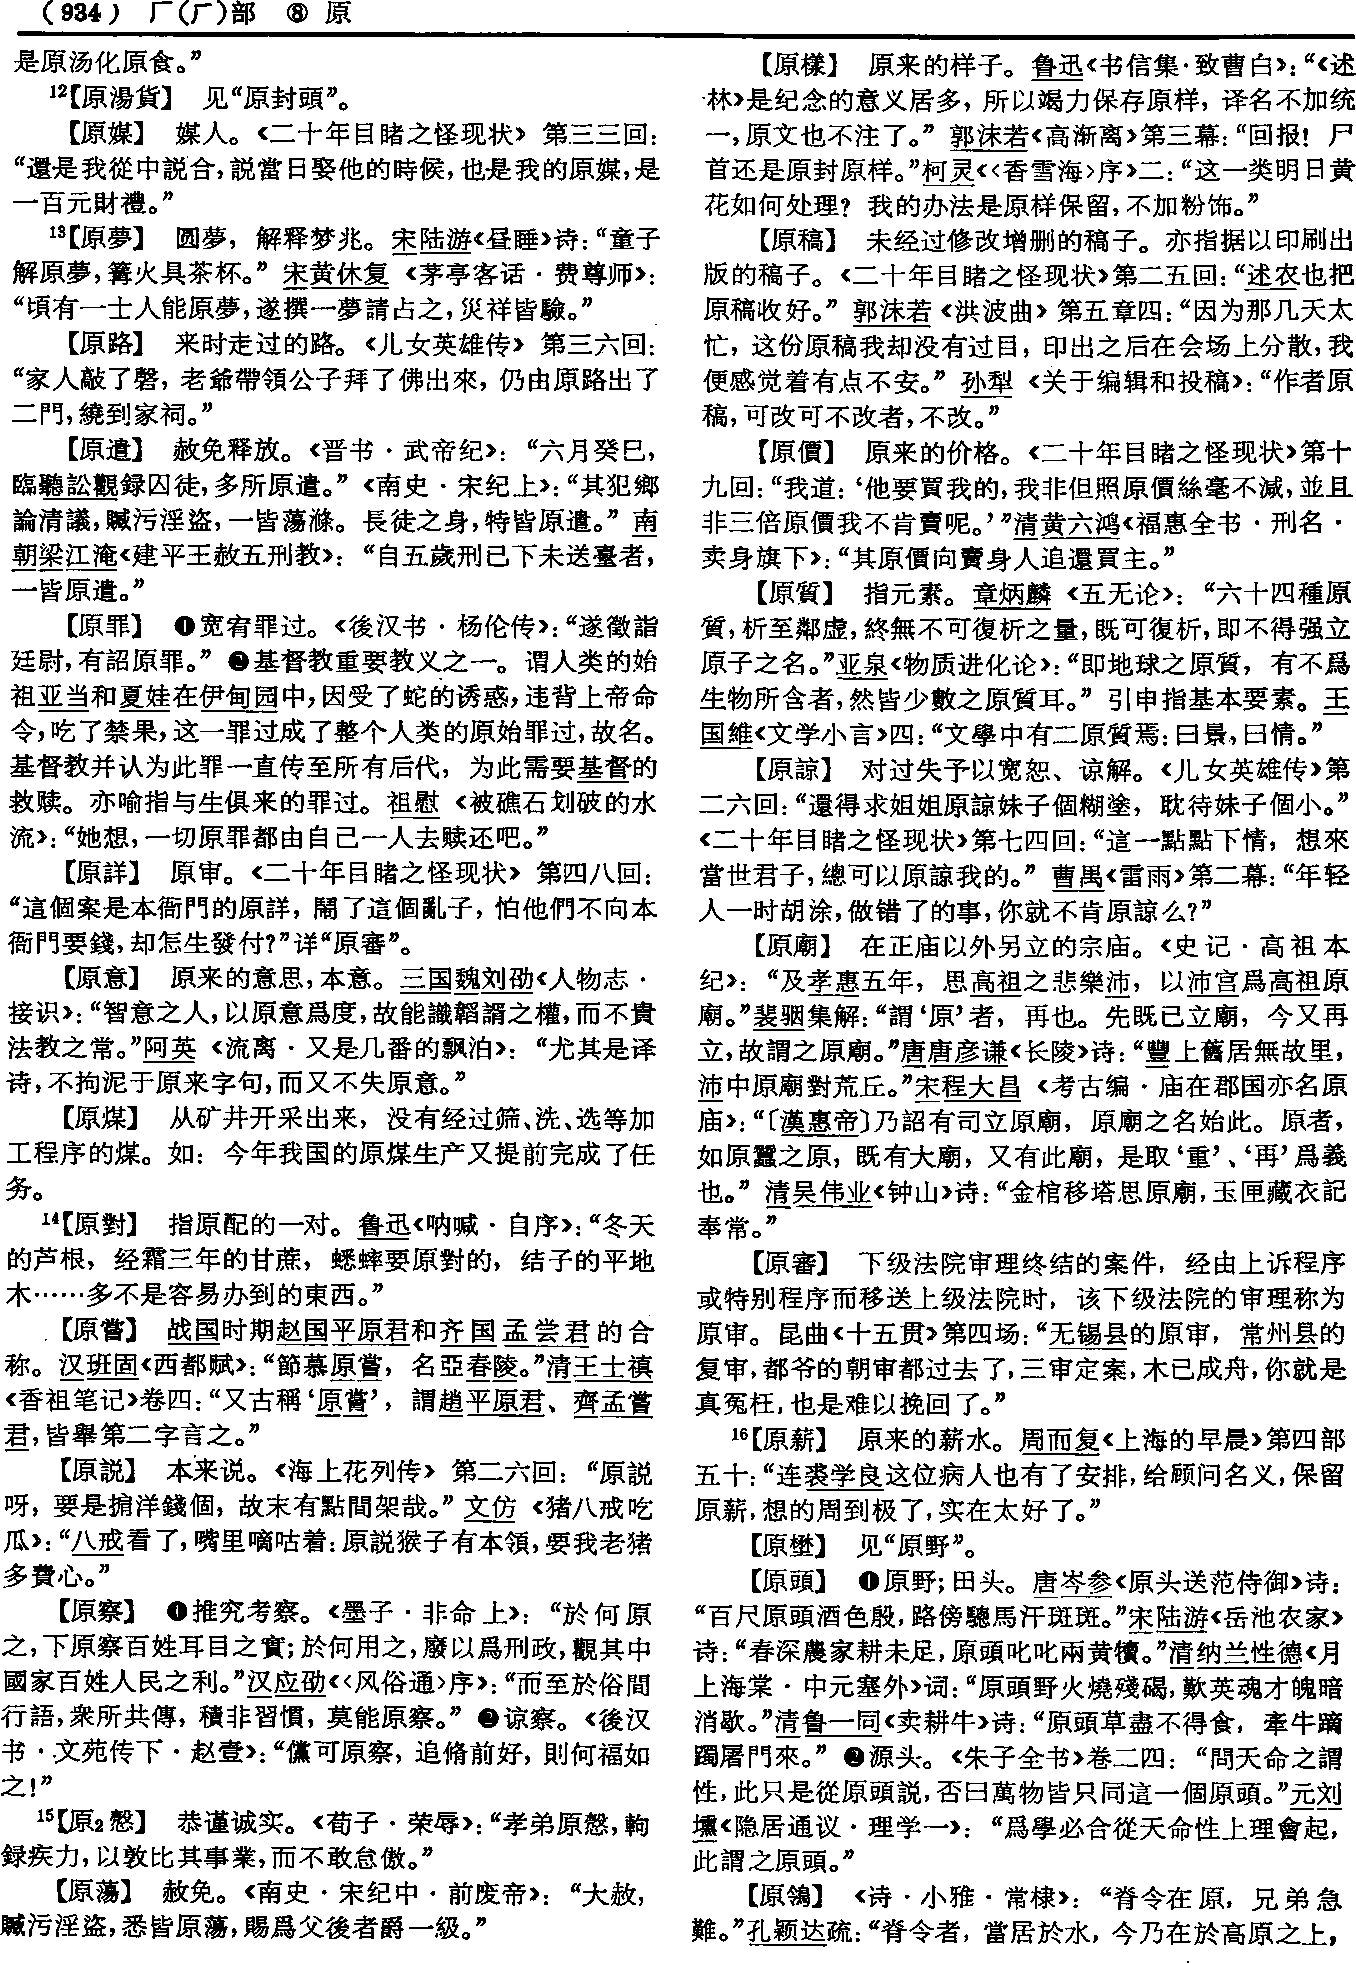 (934) 厂(⺁)部 ⑧ 原
是原汤化原食。”
¹²【原湯貨】 见“原封頭”。
【原媒】 媒人。《二十年目睹之怪现状》 第三三回：
“還是我從中説合，説當日娶他的時候，也是我的原媒，是
一百元財禮。”
¹³【原夢】 圆夢，解释梦兆。宋陆游《昼睡》诗：“童子
解原夢，篝火具茶杯。” 宋黄休复 《茅亭客话·费尊师》：
“頃有一士人能原夢，遂撰一夢請占之，災祥皆驗。”
【原路】 来时走过的路。《儿女英雄传》 第三六回：
“家人敲了磬，老爺帶領公子拜了佛出來，仍由原路出了
二門，繞到家祠。”
【原遣】 赦免释放。《晋书·武帝纪》：“六月癸巳，
臨聽訟觀録囚徒，多所原遣。” 《南史·宋纪上》：“其犯鄉
論清議，贓污淫盗，一皆蕩滌。長徒之身，特皆原遣。” 南
朝梁江淹《建平王赦五刑教》：“自五歲刑已下未送臺者，
一皆原遣。”
【原罪】 ❶宽宥罪过。《後汉书·杨伦传》：“遂徵詣
廷尉，有詔原罪。” ❷基督教重要教义之一。谓人类的始
祖亚当和夏娃在伊甸园中，因受了蛇的诱惑，违背上帝命
令，吃了禁果，这一罪过成了整个人类的原始罪过，故名。
基督教并认为此罪一直传至所有后代，为此需要基督的
救赎。亦喻指与生俱来的罪过。祖慰 《被礁石划破的水
流》：“她想，一切原罪都由自己一人去赎还吧。”
【原詳】 原审。《二十年目睹之怪现状》 第四八回：
“這個案是本衙門的原詳，鬧了這個亂子，怕他們不向本
衙門要錢，却怎生發付？”详“原審”。
【原意】 原来的意思，本意。三国魏刘劭《人物志·
接识》：“智意之人，以原意爲度，故能識韜諝之權，而不貴
法教之常。”阿英 《流离·又是几番的飘泊》：“尤其是译
诗，不拘泥于原来字句，而又不失原意。”
【原煤】 从矿井开采出来，没有经过筛、洗、选等加
工程序的煤。如：今年我国的原煤生产又提前完成了任
务。
¹⁴【原對】 指原配的一对。鲁迅《呐喊·自序》：“冬天
的芦根，经霜三年的甘蔗，蟋蟀要原對的，结子的平地
木……多不是容易办到的東西。”
【原嘗】 战国时期赵国平原君和齐国孟尝君的合
称。汉班固《西都赋》：“節慕原嘗，名亞春陵。”清王士禛
《香祖笔记》卷四：“又古稱‘原嘗’，謂趙平原君、齊孟嘗
君，皆舉第二字言之。”
【原説】 本来说。《海上花列传》 第二六回：“原説
呀，要是搿洋錢個，故末有點間架哉。” 文仿 《猪八戒吃
瓜》：“八戒看了，嘴里嘀咕着：原説猴子有本領，要我老猪
多費心。”
【原察】 ❶推究考察。《墨子·非命上》：“於何原
之，下原察百姓耳目之實；於何用之，廢以爲刑政，觀其中
國家百姓人民之利。”汉应劭《〈风俗通〉序》：“而至於俗間
行語，衆所共傳，積非習慣，莫能原察。” ❷谅察。《後汉
书·文苑传下·赵壹》：“儻可原察，追脩前好，則何福如
之！”
¹⁵【原₂慤】 恭谨诚实。《荀子·荣辱》：“孝弟原慤，軥
録疾力，以敦比其事業，而不敢怠傲。”
【原蕩】 赦免。《南史·宋纪中·前废帝》：“大赦，
贓污淫盗，悉皆原蕩，賜爲父後者爵一級。”
【原樣】 原来的样子。鲁迅《书信集·致曹白》：“《述
林》是纪念的意义居多，所以竭力保存原样，译名不加统
一，原文也不注了。” 郭沫若《高渐离》第三幕：“回报！尸
首还是原封原样。”柯灵《〈香雪海〉序》二：“这一类明日黄
花如何处理？我的办法是原样保留，不加粉饰。”
【原稿】 未经过修改增删的稿子。亦指据以印刷出
版的稿子。《二十年目睹之怪现状》第二五回：“述农也把
原稿收好。” 郭沫若 《洪波曲》 第五章四：“因为那几天太
忙，这份原稿我却没有过目，印出之后在会场上分散，我
便感觉着有点不安。” 孙犁 《关于编辑和投稿》：“作者原
稿，可改可不改者，不改。”
【原價】 原来的价格。《二十年目睹之怪现状》第十
九回：“我道：‘他要買我的，我非但照原價絲毫不減，並且
非三倍原價我不肯賣呢。’”清黄六鸿《福惠全书·刑名·
卖身旗下》：“其原價向賣身人追還買主。”
【原質】 指元素。章炳麟 《五无论》：“六十四種原
質，析至鄰虚，終無不可復析之量，既可復析，即不得强立
原子之名。”亚泉《物质进化论》：“即地球之原質，有不爲
生物所含者，然皆少數之原質耳。” 引申指基本要素。王
国维《文学小言》四：“文學中有二原質焉：曰景，曰情。”
【原諒】 对过失予以宽恕、谅解。《儿女英雄传》第
二六回：“還得求姐姐原諒妹子個糊塗，耽待妹子個小。”
《二十年目睹之怪现状》第七四回：“這一點點下情，想來
當世君子，總可以原諒我的。” 曹禺《雷雨》第二幕：“年轻
人一时胡涂，做错了的事，你就不肯原諒么？”
【原廟】 在正庙以外另立的宗庙。《史记·高祖本
纪》：“及孝惠五年，思高祖之悲樂沛，以沛宫爲高祖原
廟。”裴骃集解：“謂‘原’者，再也。先既已立廟，今又再
立，故謂之原廟。”唐唐彦谦《长陵》诗：“豐上舊居無故里，
沛中原廟對荒丘。”宋程大昌 《考古编·庙在郡国亦名原
庙》：“〔漢惠帝〕乃詔有司立原廟，原廟之名始此。原者，
如原蠶之原，既有大廟，又有此廟，是取‘重’、‘再’爲義
也。” 清吴伟业《钟山》诗：“金棺移塔思原廟，玉匣藏衣記
奉常。”
【原審】 下级法院审理终结的案件，经由上诉程序
或特别程序而移送上级法院时，该下级法院的审理称为
原审。昆曲《十五贯》第四场：“无锡县的原审，常州县的
复审，都爷的朝审都过去了，三审定案，木已成舟，你就是
真冤枉，也是难以挽回了。”
¹⁶【原薪】 原来的薪水。周而复《上海的早晨》第四部
五十：“连裘学良这位病人也有了安排，给顾问名义，保留
原薪，想的周到极了，实在太好了。”
【原壄】 见“原野”。
【原頭】 ❶原野；田头。唐岑参《原头送范侍御》诗：
“百尺原頭酒色殷，路傍驄馬汗斑斑。”宋陆游《岳池农家》
诗：“春深農家耕未足，原頭叱叱兩黄犢。”清纳兰性德《月
上海棠·中元塞外》词：“原頭野火燒殘碣，歎英魂才魄暗
消歇。”清鲁一同《卖耕牛》诗：“原頭草盡不得食，牽牛躑
躅屠門來。” ❷源头。《朱子全书》卷二四：“問天命之謂
性，此只是從原頭説，否曰萬物皆只同這一個原頭。”元刘
壎《隐居通议·理学一》：“爲學必合從天命性上理會起，
此謂之原頭。”
【原鴒】 《诗·小雅·常棣》：“脊令在原，兄弟急
難。”孔颖达疏：“脊令者，當居於水，今乃在於高原之上，